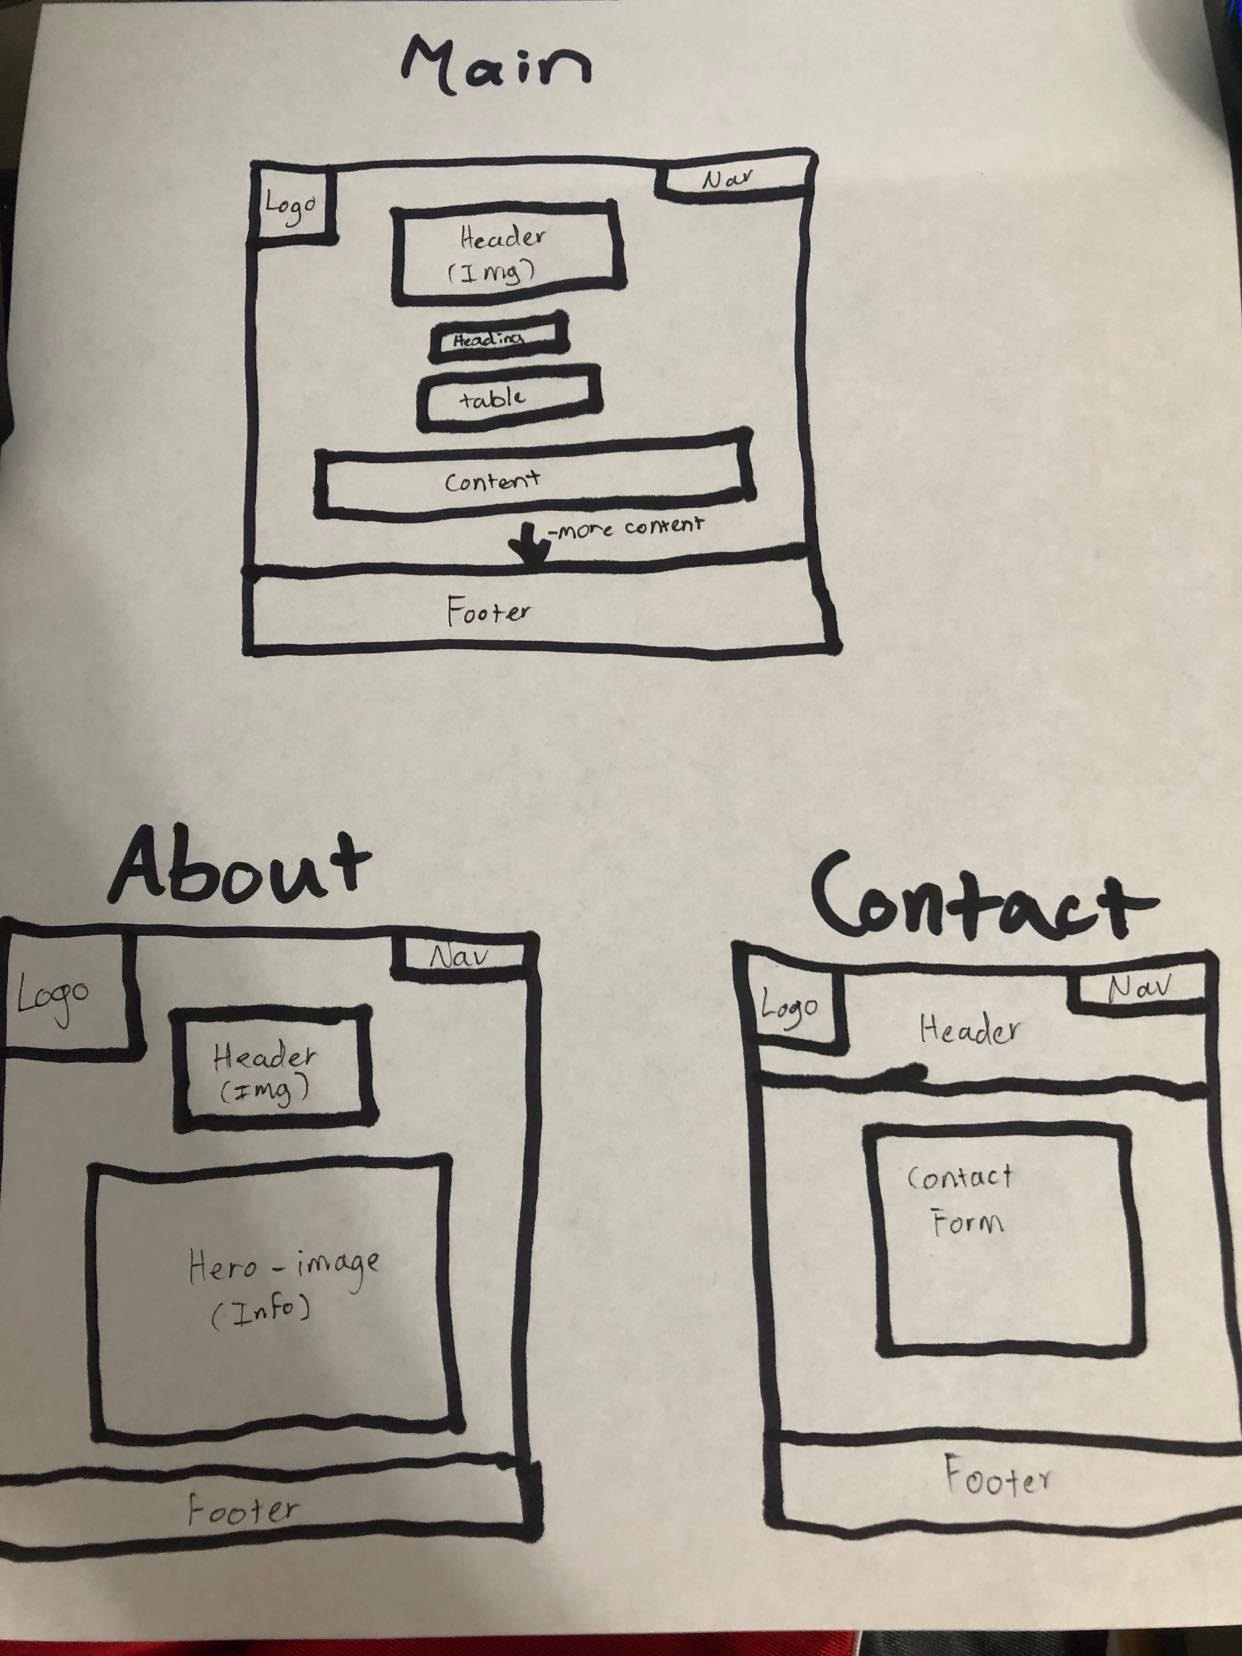 Main
Logo
Nav
Header
(Img)
Heading
table
Content
-more content
Footer
About
Logo
Nav
Header
(Img)
Hero-image
(Info)
Footer
Contact
Logo
Nav
Header
Contact
Form
Footer